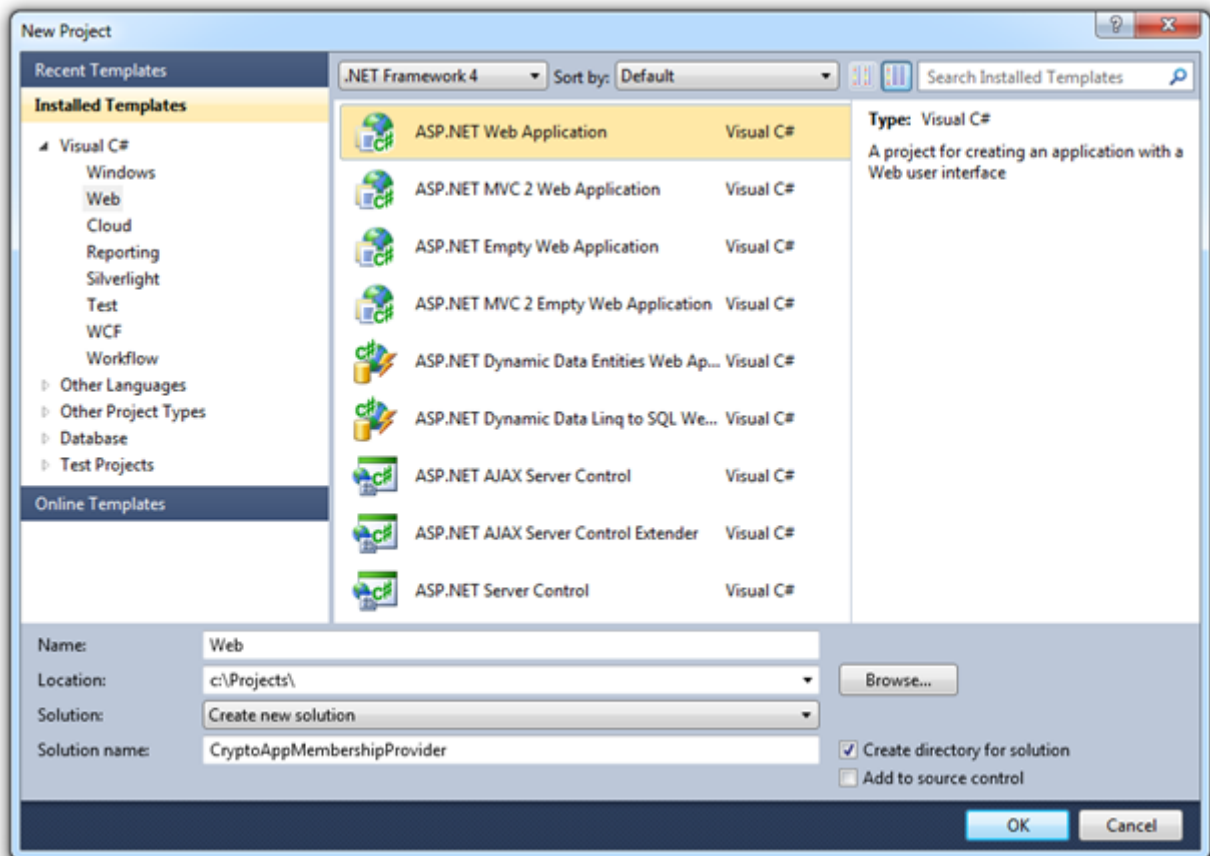 New Project
Recent Templates
Installed Templates
Visual C#
Windows
Web
Cloud
Reporting
Silverlight
Test
WCF
Workflow
Other Languages
Other Project Types
Database
Test Projects
Online Templates
.NET Framework 4
Sort by: Default
Search Installed Templates
ASP.NET Web Application Visual C#
ASP.NET MVC 2 Web Application Visual C#
ASP.NET Empty Web Application Visual C#
ASP.NET MVC 2 Empty Web Application Visual C#
ASP.NET Dynamic Data Entities Web Ap... Visual C#
ASP.NET Dynamic Data Linq to SQL We... Visual C#
ASP.NET AJAX Server Control Visual C#
ASP.NET AJAX Server Control Extender Visual C#
ASP.NET Server Control Visual C#
Type: Visual C#
A project for creating an application with a
Web user interface
Name: Web
Location: c:\Projects\
Browse...
Solution: Create new solution
Solution name: CryptoAppMembershipProvider
Create directory for solution
Add to source control
OK
Cancel